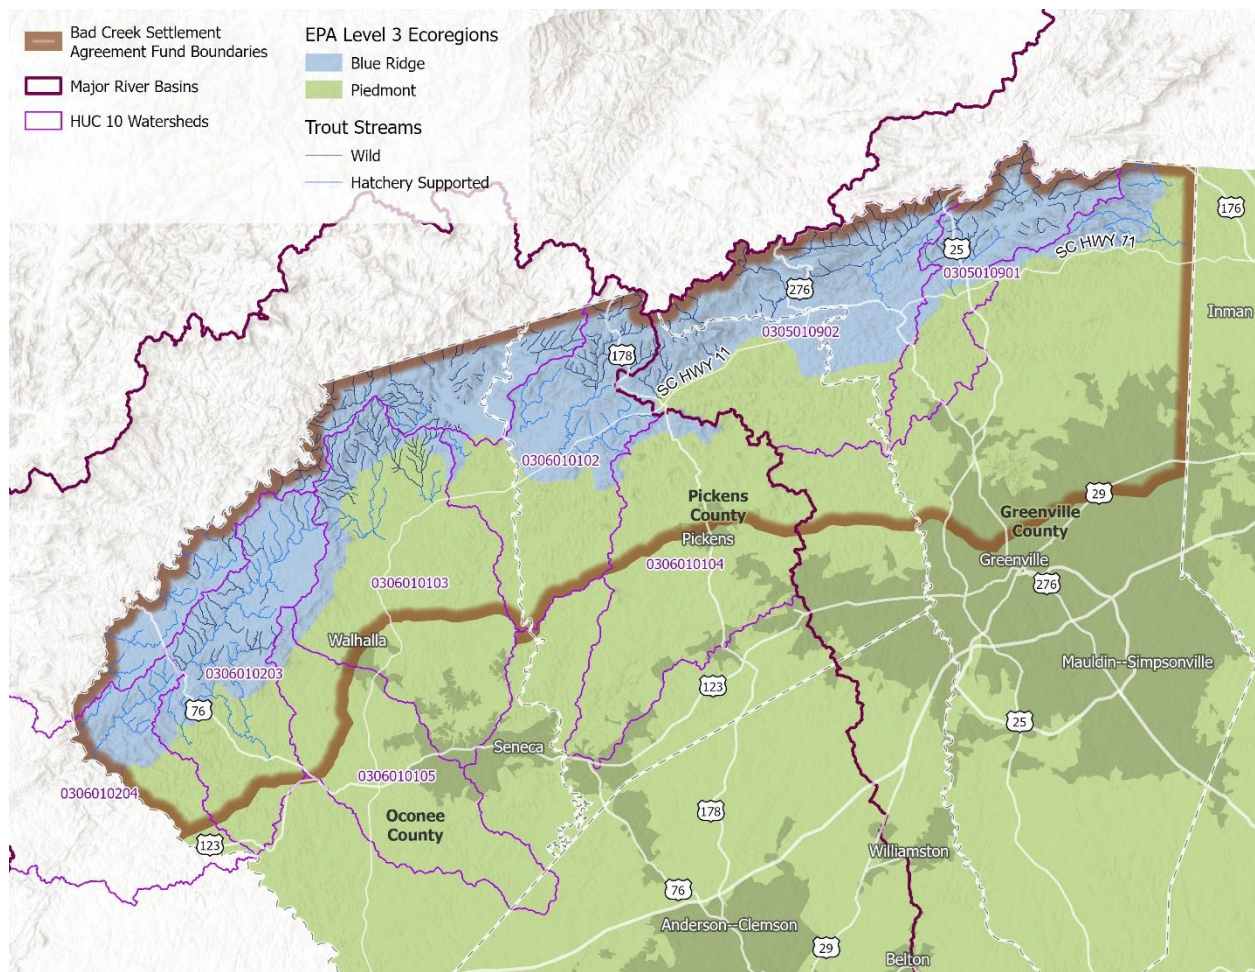 Bad Creek Settlement
Agreement Fund Boundaries
Major River Basins
HUC 10 Watersheds
EPA Level 3 Ecoregions
Blue Ridge
Piedmont
Trout Streams
Wild
Hatchery Supported
176
25
SC HWY 11
0305010901
276
Inman
0305010902
178
SC HWY 11
0306010102
29
Pickens
County
Greenville
County
Pickens
Greenville
0306010104
0306010103
276
Walhalla
Mauldin--Simpsonville
0306010203
123
76
25
Seneca
0306010105
0306010204
178
Oconee
County
123
Williamston
76
Anderson--Clemson
29
Belton